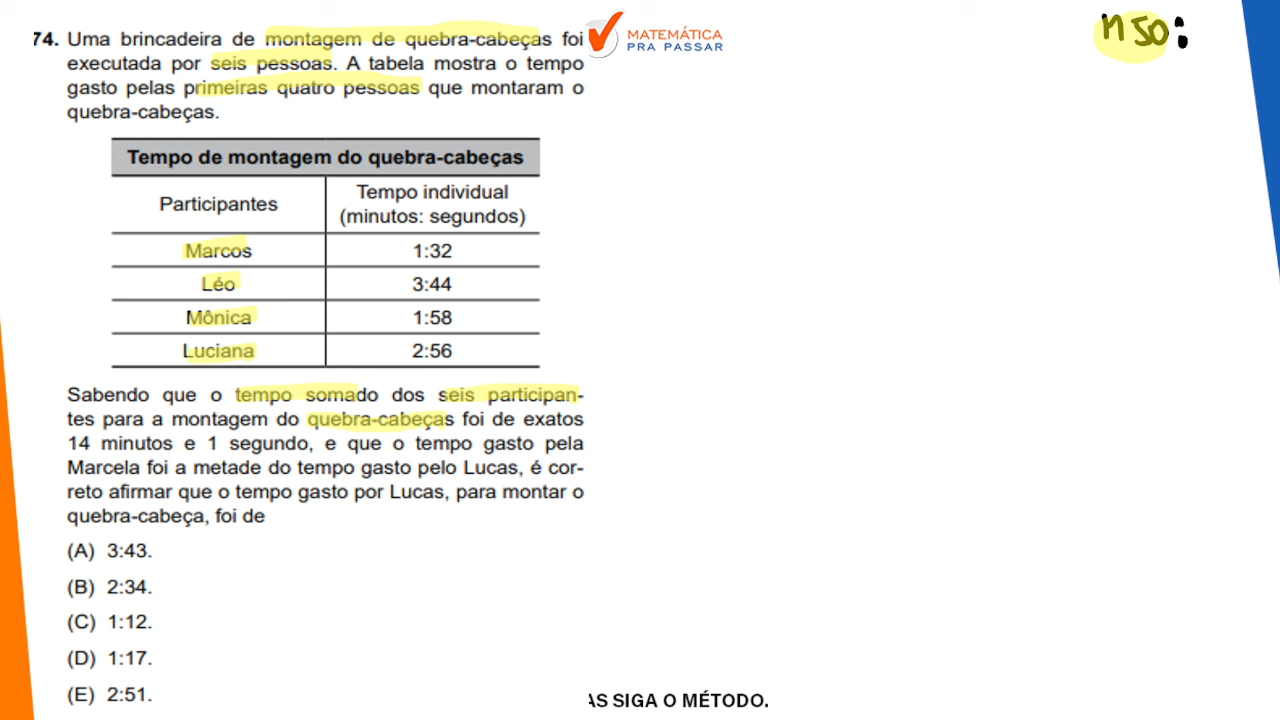 74. Uma brincadeira de montagem de quebra-cabeças foi
executada por seis pessoas. A tabela mostra o tempo
gasto pelas primeiras quatro pessoas que montaram o
quebra-cabeças.
MATEMÁTICA
PRA PASSAR
Tempo de montagem do quebra-cabeças
Participantes
Tempo individual
(minutos: segundos)
Marcos 1:32
Léo 3:44
Mônica 1:58
Luciana 2:56
Sabendo que o tempo somado dos seis participan-
tes para a montagem do quebra-cabeças foi de exatos
14 minutos e 1 segundo, e que o tempo gasto pela
Marcela foi a metade do tempo gasto pelo Lucas, é cor-
reto afirmar que o tempo gasto por Lucas, para montar o
quebra-cabeça, foi de
(A) 3:43.
(B) 2:34.
(C) 1:12.
(D) 1:17.
(E) 2:51.
AS SIGA O MÉTODO.